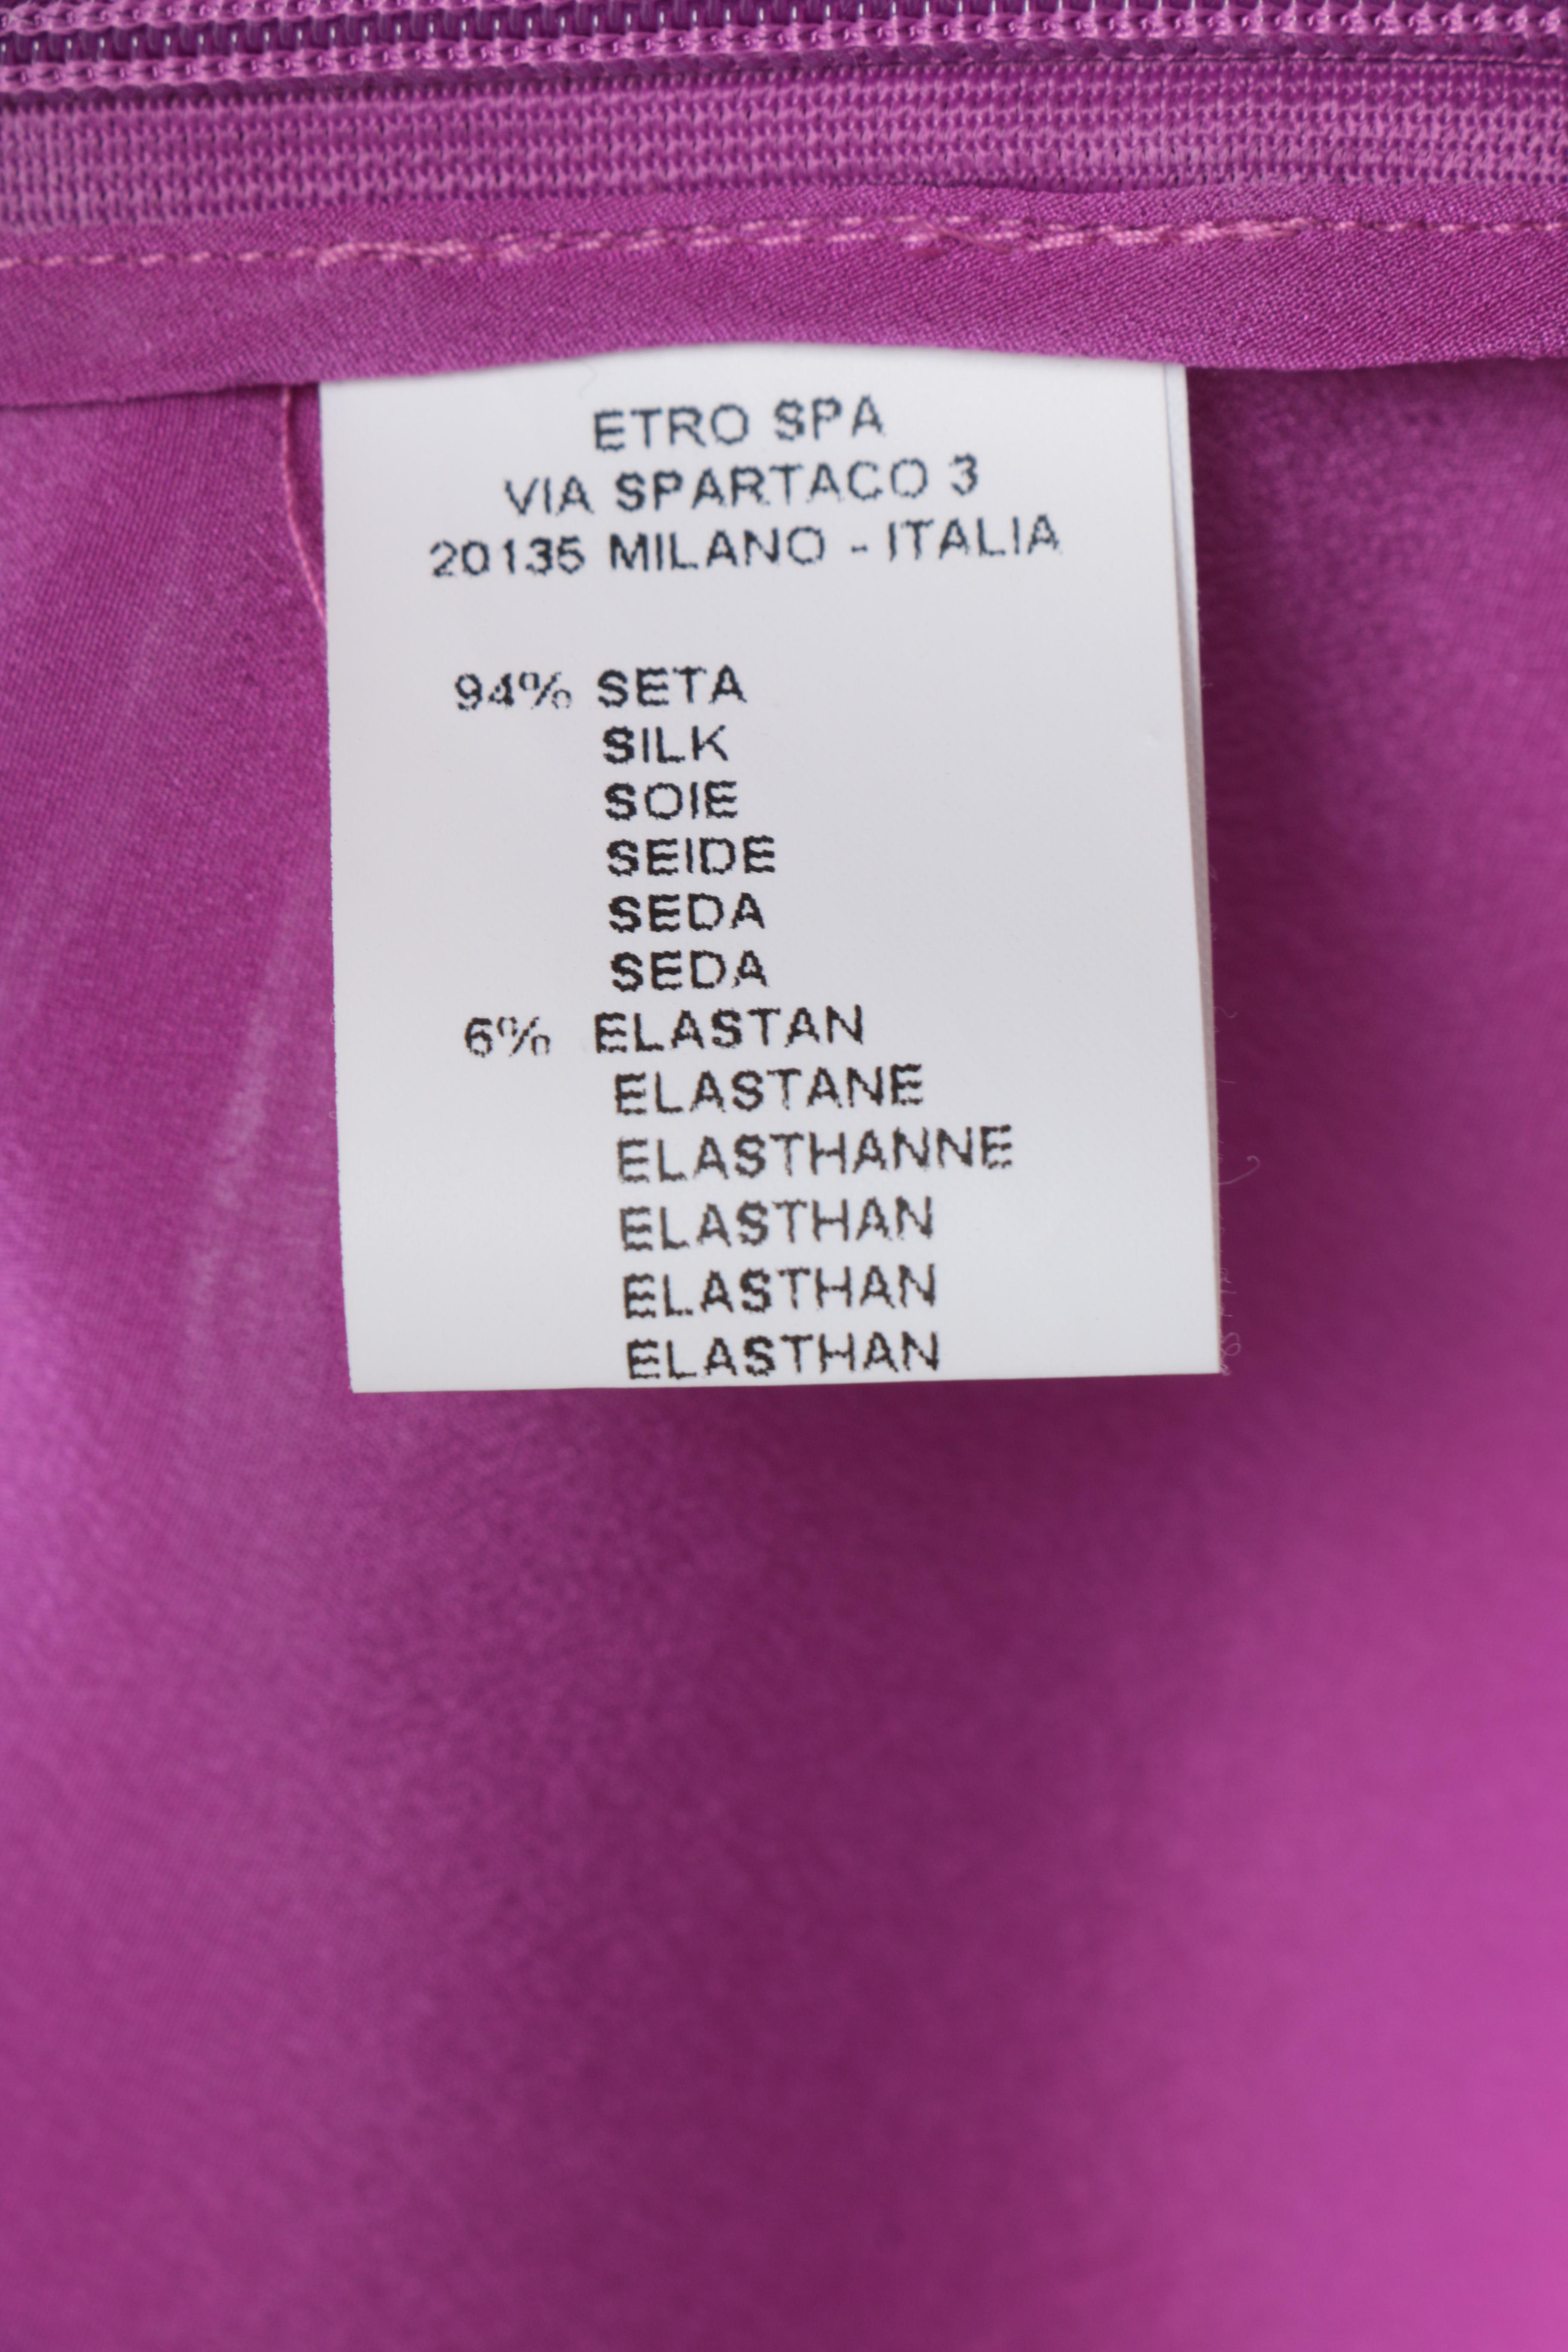 ETRO SPA
VIA SPARTACO 3
20135 MILANO - ITALIA
94% SETA
SILK
SOIE
SEIDE
SEDA
SEDA
6% ELASTAN
ELASTANE
ELASTHANNE
ELASTHAN
ELASTHAN
ELASTHAN